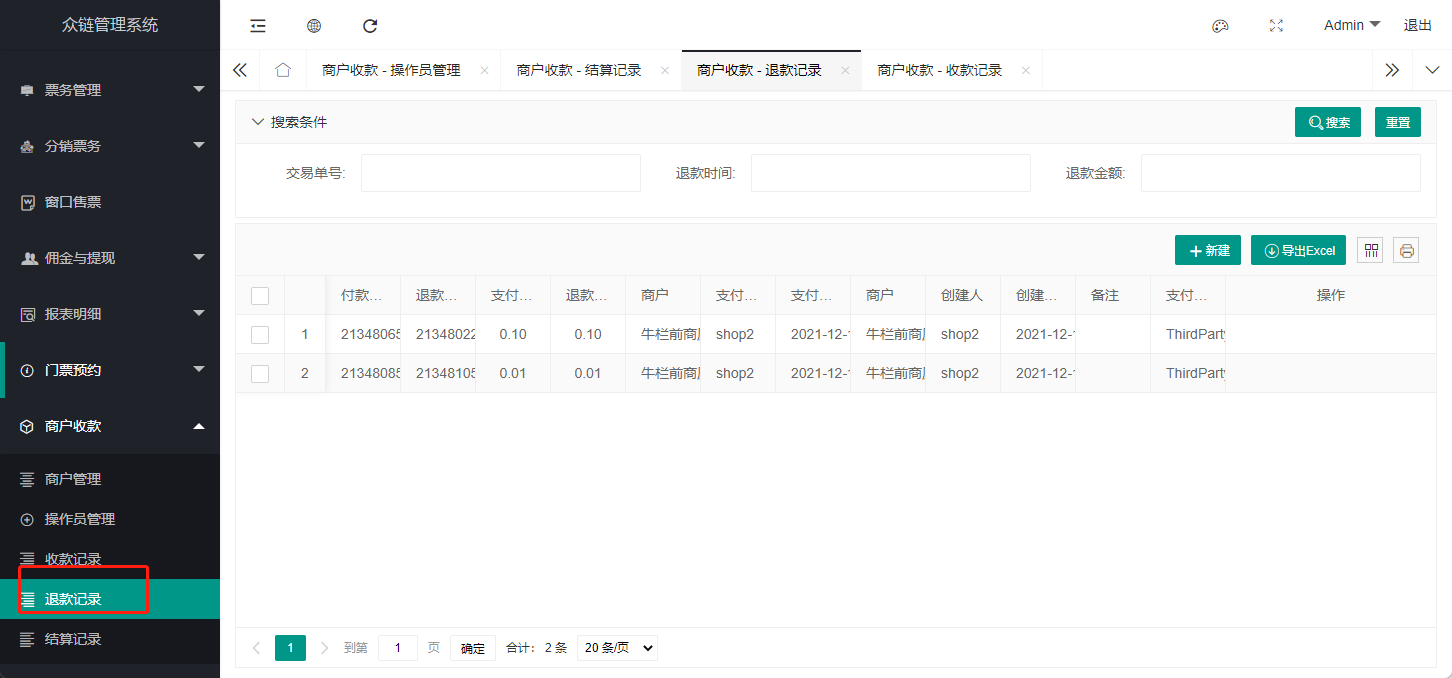 众链管理系统
Admin
退出
商户收款 - 操作员管理
商户收款 - 结算记录
商户收款 - 退款记录
商户收款 - 收款记录
票务管理
分销票务
窗口售票
佣金与提现
报表明细
门票预约
商户收款
商户管理
操作员管理
收款记录
退款记录
结算记录
搜索条件
搜索
重置
交易单号:
退款时间:
退款金额:
新建
导出Excel
付款... 退款... 支付... 退款... 商户 支付... 支付... 商户 创建人 创建... 备注 支付... 操作
1 21348065 21348022 0.10 0.10 牛栏前商 shop2 2021-12- 牛栏前商 shop2 2021-12- ThirdParty
2 21348085 21348105 0.01 0.01 牛栏前商 shop2 2021-12- 牛栏前商 shop2 2021-12- ThirdParty
1 到第 1 页 确定 合计： 2 条 20 条/页